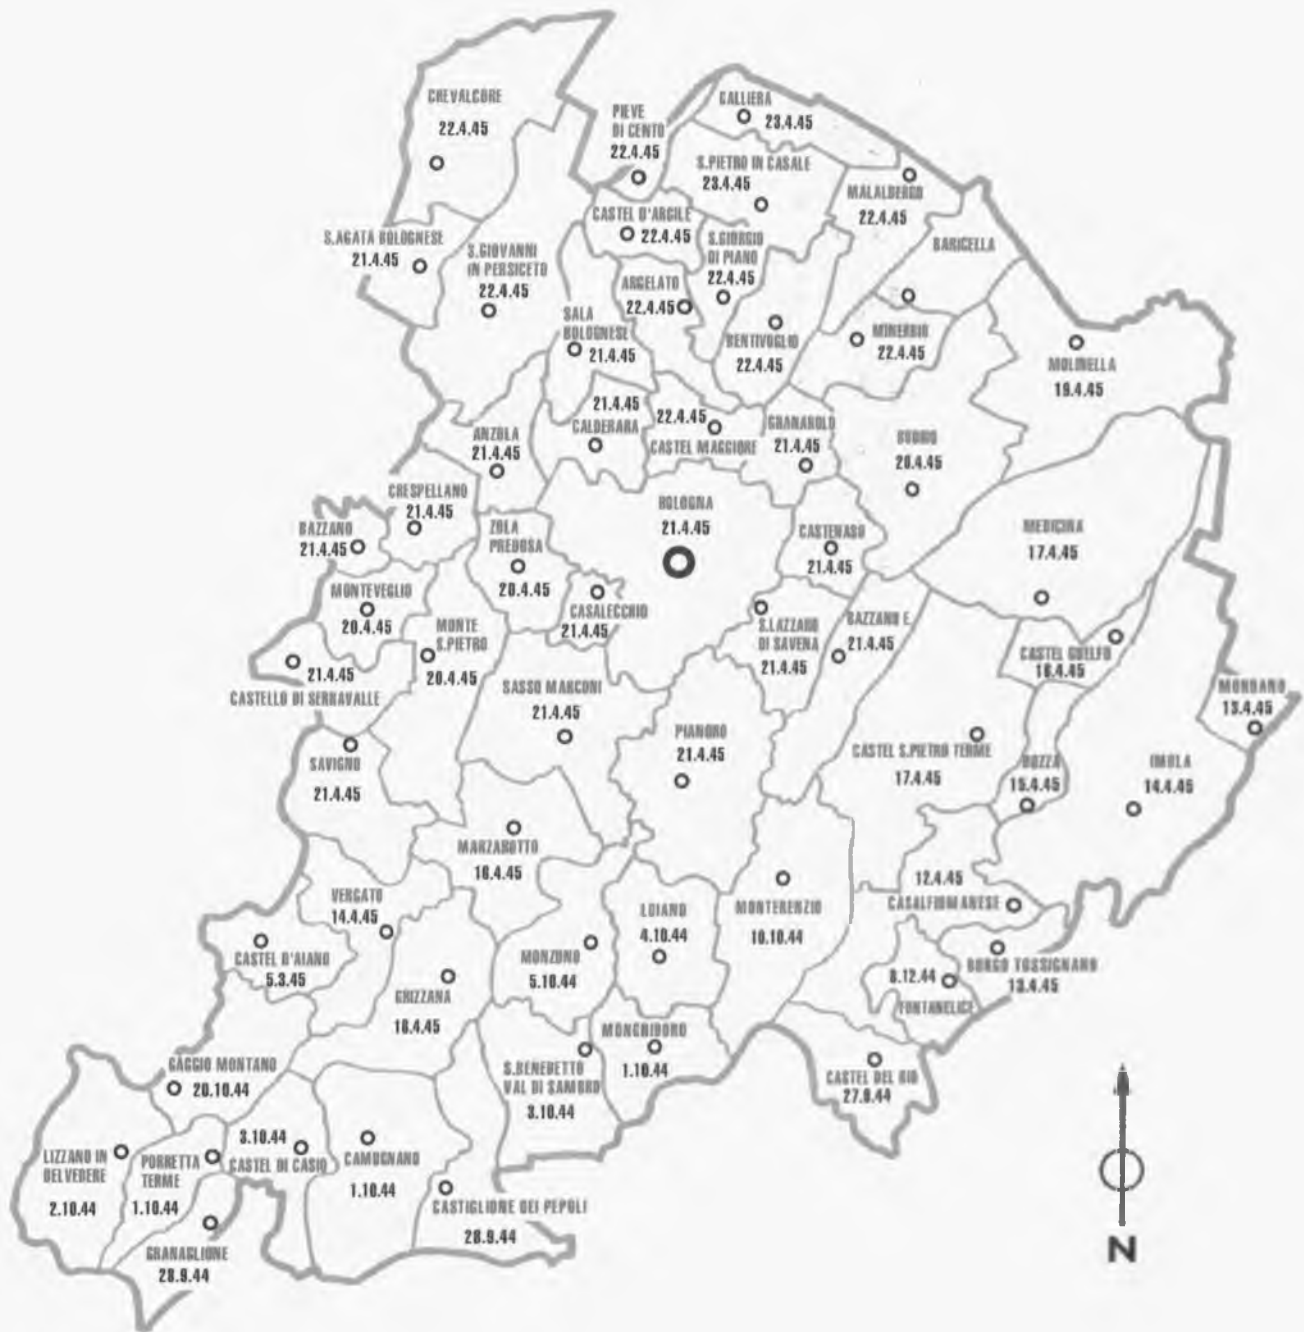 CREVALCORE
22.4.45
PIEVE
DI CENTO
22.4.45
GALLIERA
23.4.45
S.PIETRO IN CASALE
23.4.45
MALALBERGO
22.4.45
BARICELLA
S.AGATA BOLOGNESE
21.4.45
S.GIOVANNI
IN PERSICETO
22.4.45
CASTEL D'ARGILE
22.4.45
S.GIORGIO
DI PIANO
22.4.45
ARGELATO
22.4.45
SALA
BOLOGNESE
21.4.45
BENTIVOGLIO
22.4.45
MINERBIO
22.4.45
MOLINELLA
19.4.45
21.4.45
CALDERARA
22.4.45
CASTEL MAGGIORE
GRANAROLO
21.4.45
BUDRIO
20.4.45
ANZOLA
21.4.45
CRESPELLANO
21.4.45
BAZZANO
21.4.45
ZOLA
PREDOSA
20.4.45
BOLOGNA
21.4.45
CASTENASO
21.4.45
MEDICINA
17.4.45
MONTEVEGLIO
20.4.45
MONTE
S.PIETRO
20.4.45
CASALECCHIO
21.4.45
S.LAZZARO
DI SAVENA
21.4.45
OZZANO E.
21.4.45
CASTEL GUELFO
16.4.45
21.4.45
CASTELLO DI SERRAVALLE
SASSO MARCONI
21.4.45
PIANORO
21.4.45
MORDANO
13.4.45
SAVIGNO
21.4.45
CASTEL S.PIETRO TERME
17.4.45
DOZZA
15.4.45
IMOLA
14.4.45
MARZABOTTO
16.4.45
VERGATO
14.4.45
LOIANO
4.10.44
MONTERENZIO
10.10.44
12.4.45
CASALFIUMANESE
CASTEL D'AIANO
5.3.45
GRIZZANA
16.4.45
MONZUNO
5.10.44
8.12.44
FONTANELICE
BORGO TOSSIGNANO
13.4.45
MONGHIDORO
1.10.44
GAGGIO MONTANO
20.10.44
S.BENEDETTO
VAL DI SAMBRO
3.10.44
CASTEL DEL RIO
27.9.44
LIZZANO IN
BELVEDERE
2.10.44
PORRETTA
TERME
1.10.44
3.10.44
CASTEL DI CASIO
CAMUGNANO
1.10.44
CASTIGLIONE DEI PEPOLI
28.9.44
GRANAGLIONE
28.9.44
N